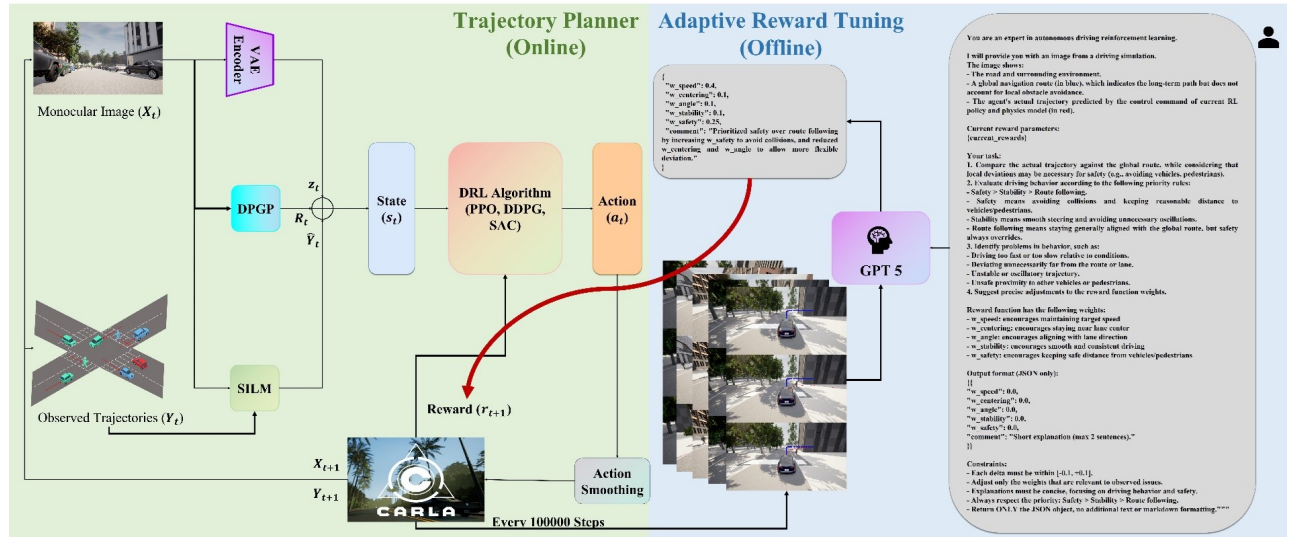 Trajectory Planner
(Online)
Adaptive Reward Tuning
(Offline)
VAE
Encoder
Monocular Image (X_t)
DPGP
z_t
R_t
Ŷ_t
State
(s_t)
DRL Algorithm
(PPO, DDPG,
SAC)
Action
(a_t)
SILM
Observed Trajectories (Y_t)
Reward (r_{t+1})
X_{t+1}
Y_{t+1}
CARLA
Action
Smoothing
Every 100000 Steps
{
"w_speed": 0.4,
"w_centering": 0.1,
"w_angle": 0.1,
"w_stability": 0.1,
"w_safety": 0.25,
"comment": "Prioritized safety over route following
by increasing w_safety to avoid collisions, and reduced
w_centering and w_angle to allow more flexible
deviation."
}
GPT 5
You are an expert in autonomous driving reinforcement learning.
I will provide you with an image from a driving simulation.
The image shows:
- The road and surrounding environment.
- A global navigation route (in blue), which indicates the long-term path but does not
account for local obstacle avoidance.
- The agent's actual trajectory predicted by the control command of current RL
policy and physics model (in red).
Current reward parameters:
{current_rewards}
Your task:
1. Compare the actual trajectory against the global route, while considering that
local deviations may be necessary for safety (e.g., avoiding vehicles, pedestrians).
2. Evaluate driving behavior according to the following priority rules:
- Safety > Stability > Route following.
- Safety means avoiding collisions and keeping reasonable distance to
vehicles/pedestrians.
- Stability means smooth steering and avoiding unnecessary oscillations.
- Route following means staying generally aligned with the global route, but safety
always overrides.
3. Identify problems in behavior, such as:
- Driving too fast or too slow relative to conditions.
- Deviating unnecessarily far from the route or lane.
- Unstable or oscillatory trajectory.
- Unsafe proximity to other vehicles or pedestrians.
4. Suggest precise adjustments to the reward function weights.
Reward function has the following weights:
- w_speed: encourages maintaining target speed
- w_centering: encourages staying near lane center
- w_angle: encourages aligning with lane direction
- w_stability: encourages smooth and consistent driving
- w_safety: encourages keeping safe distance from vehicles/pedestrians
Output format (JSON only):
{{
"w_speed": 0.0,
"w_centering": 0.0,
"w_angle": 0.0,
"w_stability": 0.0,
"w_safety": 0.0,
"comment": "Short explanation (max 2 sentences)."
}}
Constraints:
- Each delta must be within [-0.1, +0.1].
- Adjust only the weights that are relevant to observed issues.
- Explanations must be concise, focusing on driving behavior and safety.
- Always respect the priority: Safety > Stability > Route following.
- Return ONLY the JSON object, no additional text or markdown formatting."""